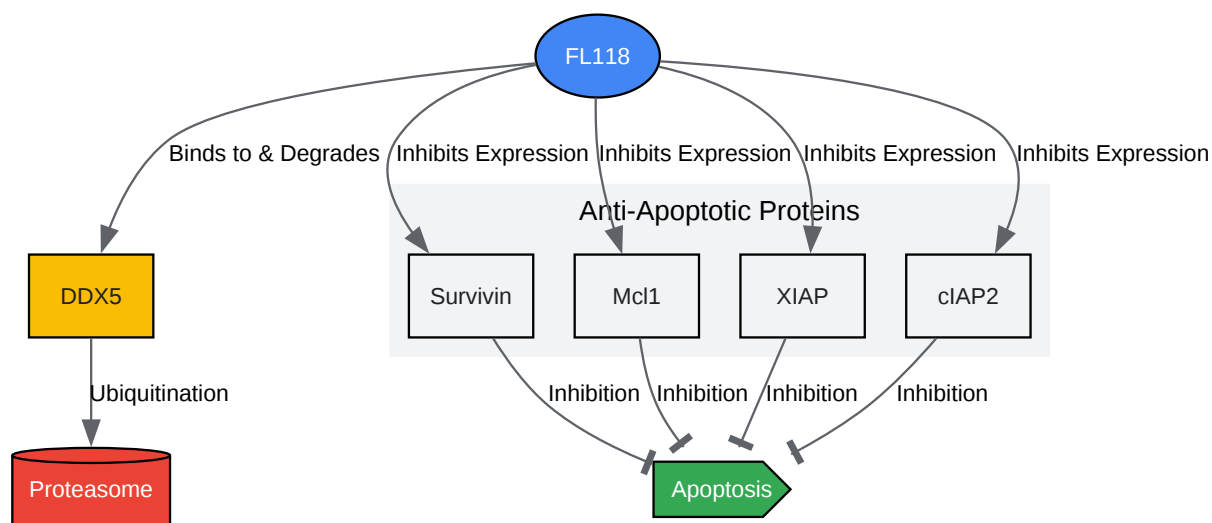 FL118
Binds to & Degrades
Inhibits Expression
Inhibits Expression
Inhibits Expression
Inhibits Expression
Anti-Apoptotic Proteins
DDX5
Survivin
Mcl1
XIAP
cIAP2
Ubiquitination
Inhibition
Inhibition
Inhibition
Inhibition
Proteasome
Apoptosis